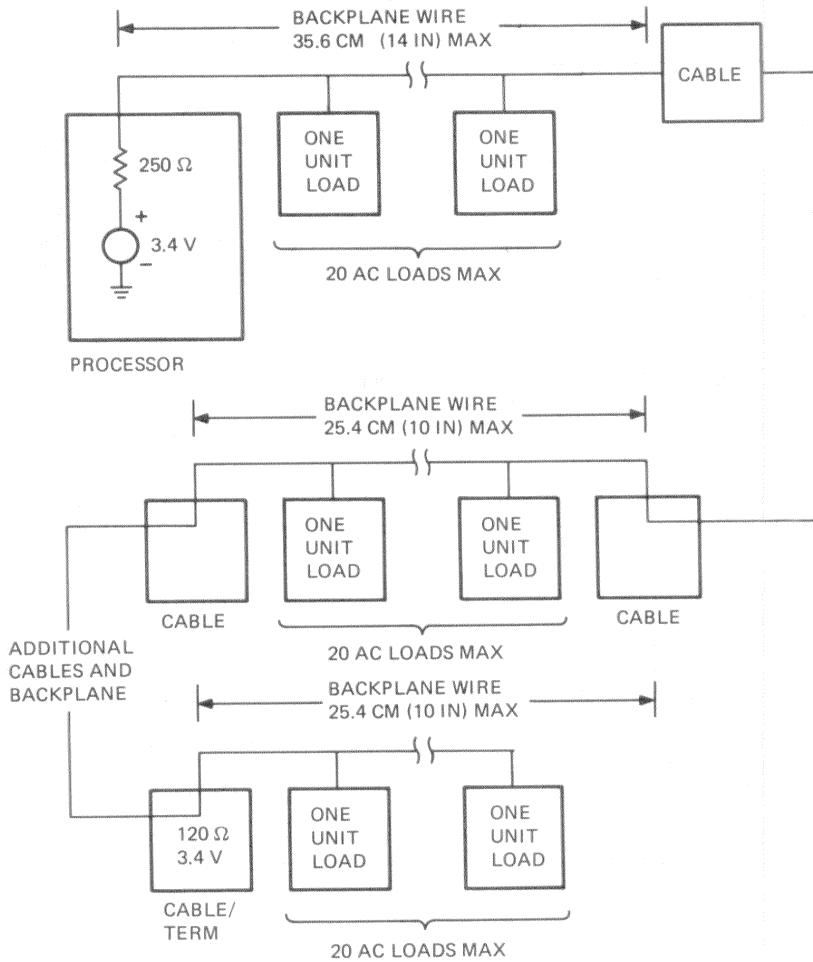 BACKPLANE WIRE
35.6 CM (14 IN) MAX
CABLE
ONE
UNIT
LOAD
ONE
UNIT
LOAD
250 Ω
+
3.4 V
−
20 AC LOADS MAX
PROCESSOR
BACKPLANE WIRE
25.4 CM (10 IN) MAX
ONE
UNIT
LOAD
ONE
UNIT
LOAD
CABLE
CABLE
20 AC LOADS MAX
ADDITIONAL
CABLES AND
BACKPLANE
BACKPLANE WIRE
25.4 CM (10 IN) MAX
120 Ω
3.4 V
ONE
UNIT
LOAD
ONE
UNIT
LOAD
CABLE/
TERM
20 AC LOADS MAX